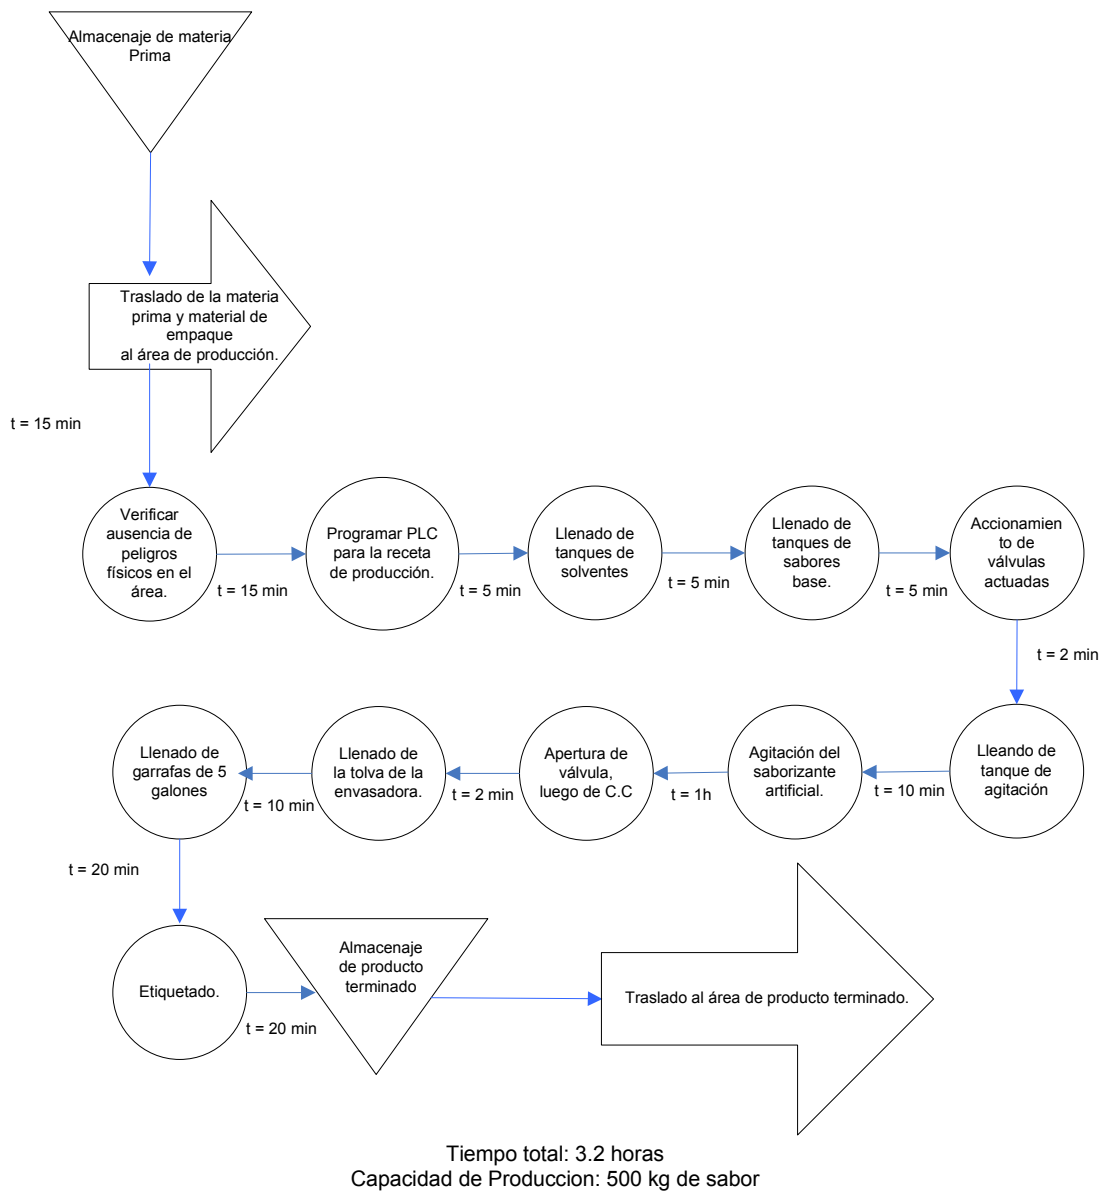 Almacenaje de materia
Prima
Traslado de la materia
prima y material de
empaque
al área de producción.
t = 15 min
Verificar
ausencia de
peligros
físicos en el
área.
t = 15 min
Programar PLC
para la receta
de producción.
t = 5 min
Llenado de
tanques de
solventes
t = 5 min
Llenado de
tanques de
sabores
base.
t = 5 min
Accionamien
to de
válvulas
actuadas
t = 2 min
Lleando de
tanque de
agitación
t = 10 min
Agitación del
saborizante
artificial.
t = 1h
Apertura de
válvula,
luego de C.C
t = 2 min
Llenado de
la tolva de la
envasadora.
t = 10 min
Llenado de
garrafas de 5
galones
t = 20 min
Etiquetado.
t = 20 min
Almacenaje
de producto
terminado
Traslado al área de producto terminado.
Tiempo total: 3.2 horas
Capacidad de Produccion: 500 kg de sabor